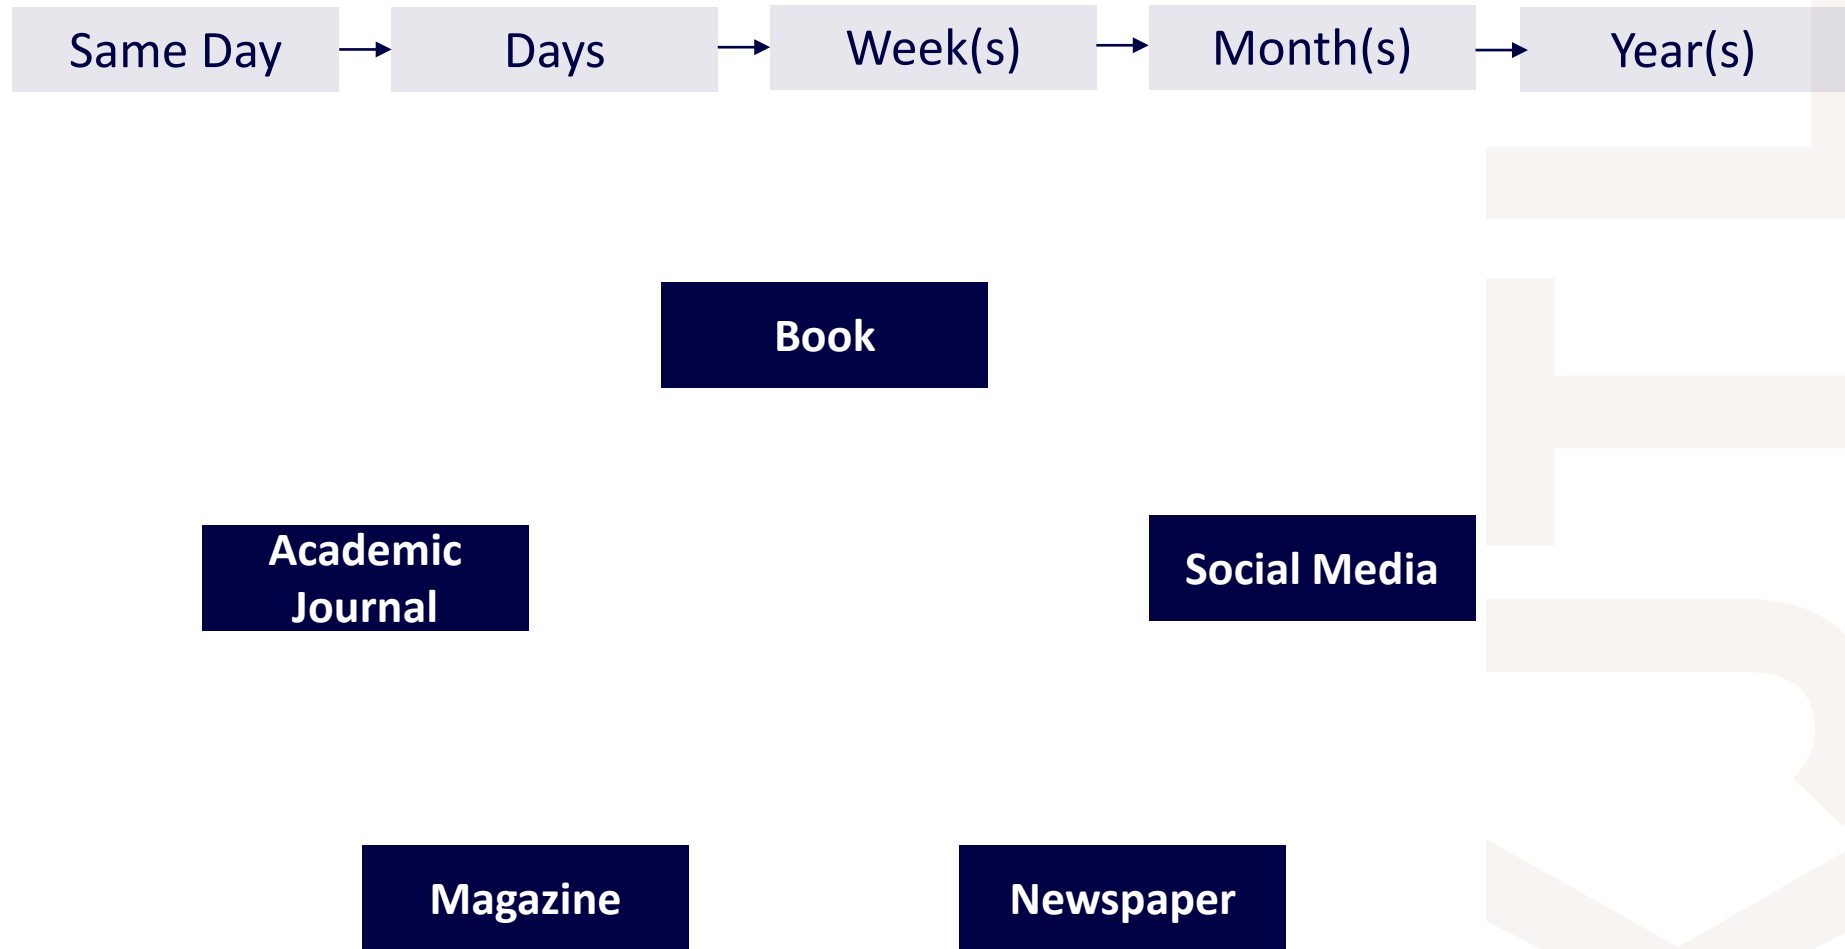 Same Day
Days
Week(s)
Month(s)
Year(s)
Book
Academic
Journal
Social Media
Magazine
Newspaper